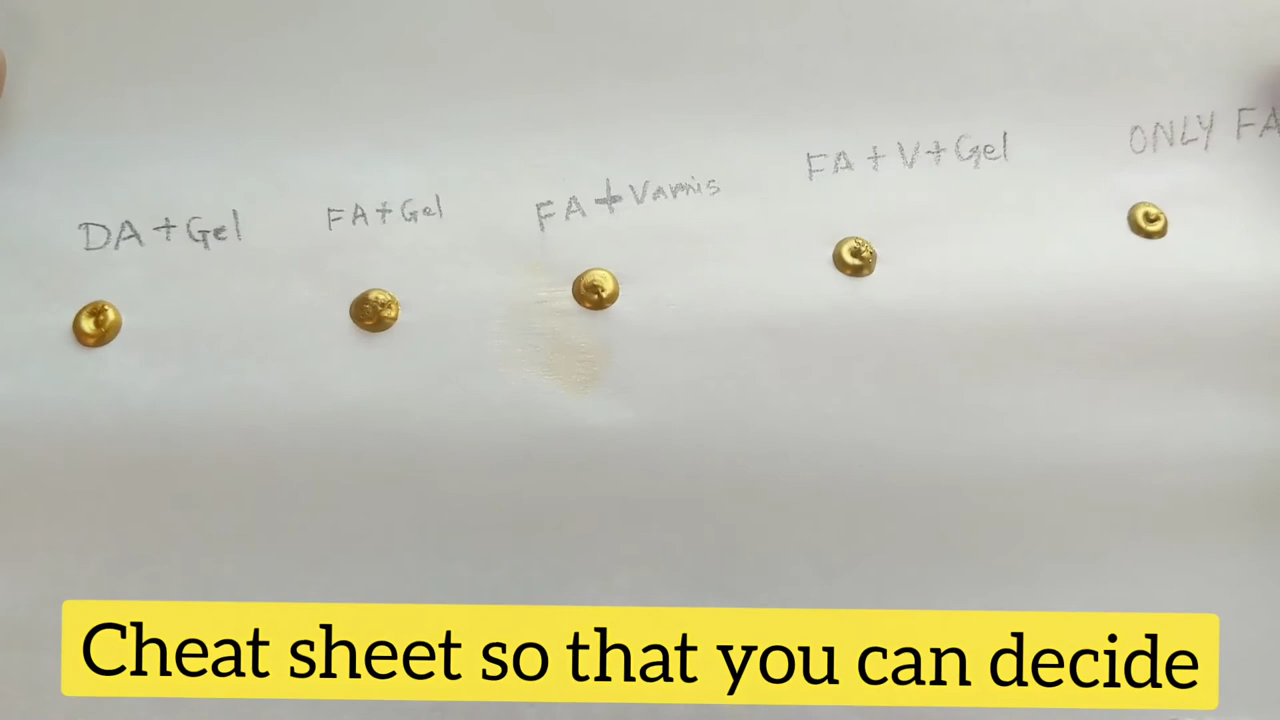 DA + Gel
FA + Gel
FA + Varnis
FA + V + Gel
ONLY FA
Cheat sheet so that you can decide